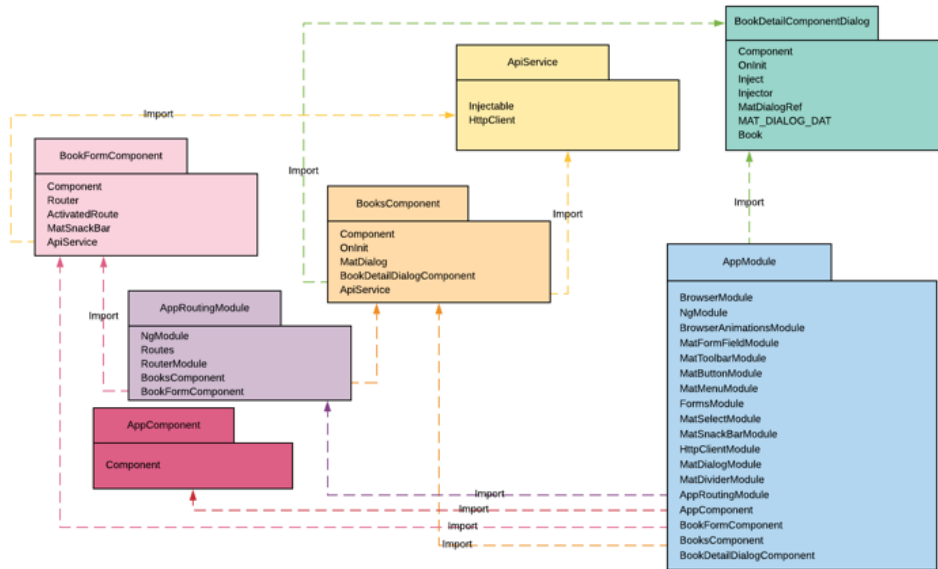 BookDetailComponentDialog
Component
OnInit
Inject
Injector
MatDialogRef
MAT_DIALOG_DAT
Book
ApiService
Injectable
HttpClient
Import
BookFormComponent
Component
Router
ActivatedRoute
MatSnackBar
ApiService
Import
BooksComponent
Component
OnInit
MatDialog
BookDetailDialogComponent
ApiService
Import
Import
AppModule
BrowserModule
NgModule
BrowserAnimationsModule
MatFormFieldModule
MatToolbarModule
MatButtonModule
MatMenuModule
FormsModule
MatSelectModule
MatSnackBarModule
HttpClientModule
MatDialogModule
MatDividerModule
AppRoutingModule
AppComponent
BookFormComponent
BooksComponent
BookDetailDialogComponent
AppRoutingModule
NgModule
Routes
RouterModule
BooksComponent
BookFormComponent
Import
AppComponent
Component
Import
Import
Import
Import